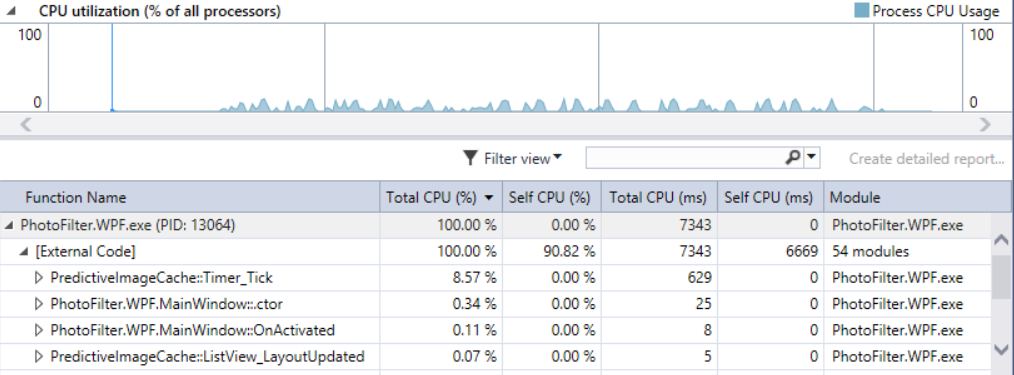 CPU utilization (% of all processors) Process CPU Usage
100 100
0 0
Filter view Create detailed report...
Function Name Total CPU (%) Self CPU (%) Total CPU (ms) Self CPU (ms) Module
PhotoFilter.WPF.exe (PID: 13064) 100.00 % 0.00 % 7343 0 PhotoFilter.WPF.exe
[External Code] 100.00 % 90.82 % 7343 6669 54 modules
PredictiveImageCache::Timer_Tick 8.57 % 0.00 % 629 0 PhotoFilter.WPF.exe
PhotoFilter.WPF.MainWindow::.ctor 0.34 % 0.00 % 25 0 PhotoFilter.WPF.exe
PhotoFilter.WPF.MainWindow::OnActivated 0.11 % 0.00 % 8 0 PhotoFilter.WPF.exe
PredictiveImageCache::ListView_LayoutUpdated 0.07 % 0.00 % 5 0 PhotoFilter.WPF.exe